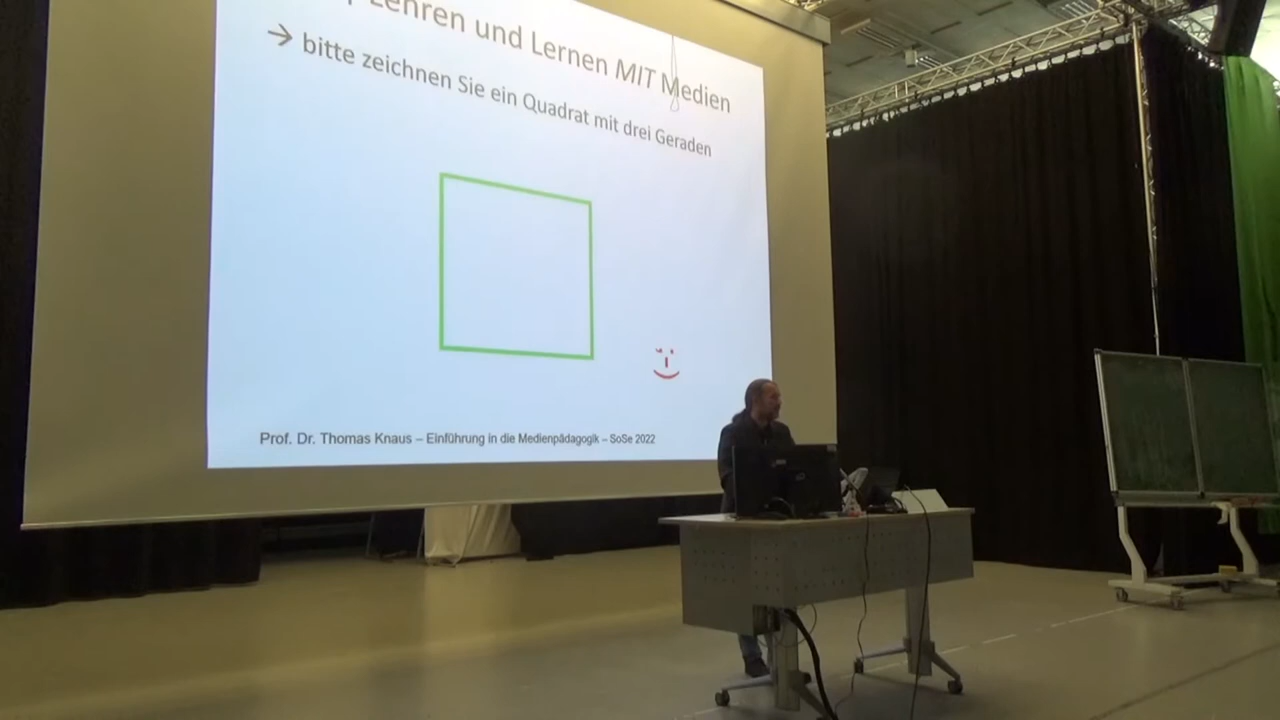 Lehren und Lernen MIT Medien
→ bitte zeichnen Sie ein Quadrat mit drei Geraden
Prof. Dr. Thomas Knaus – Einführung in die Medienpädagogik – SoSe 2022